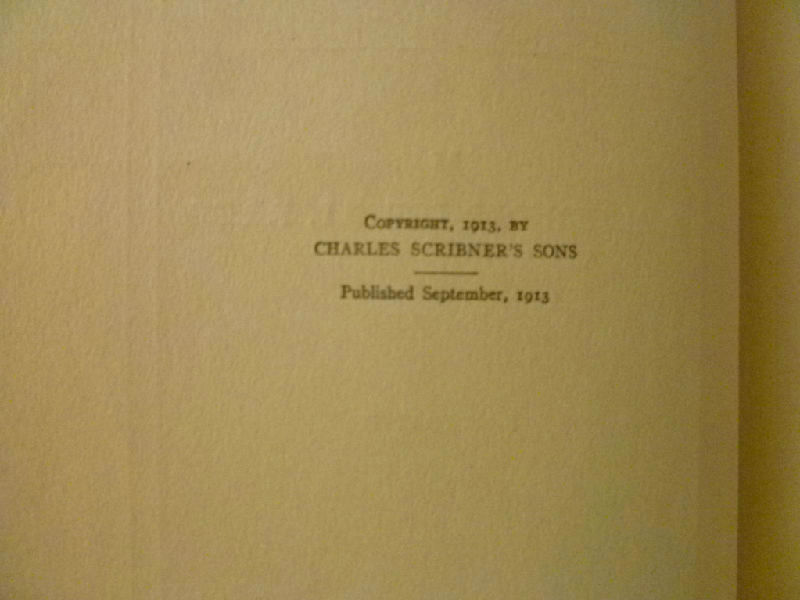 COPYRIGHT, 1913, BY
CHARLES SCRIBNER'S SONS
Published September, 1913